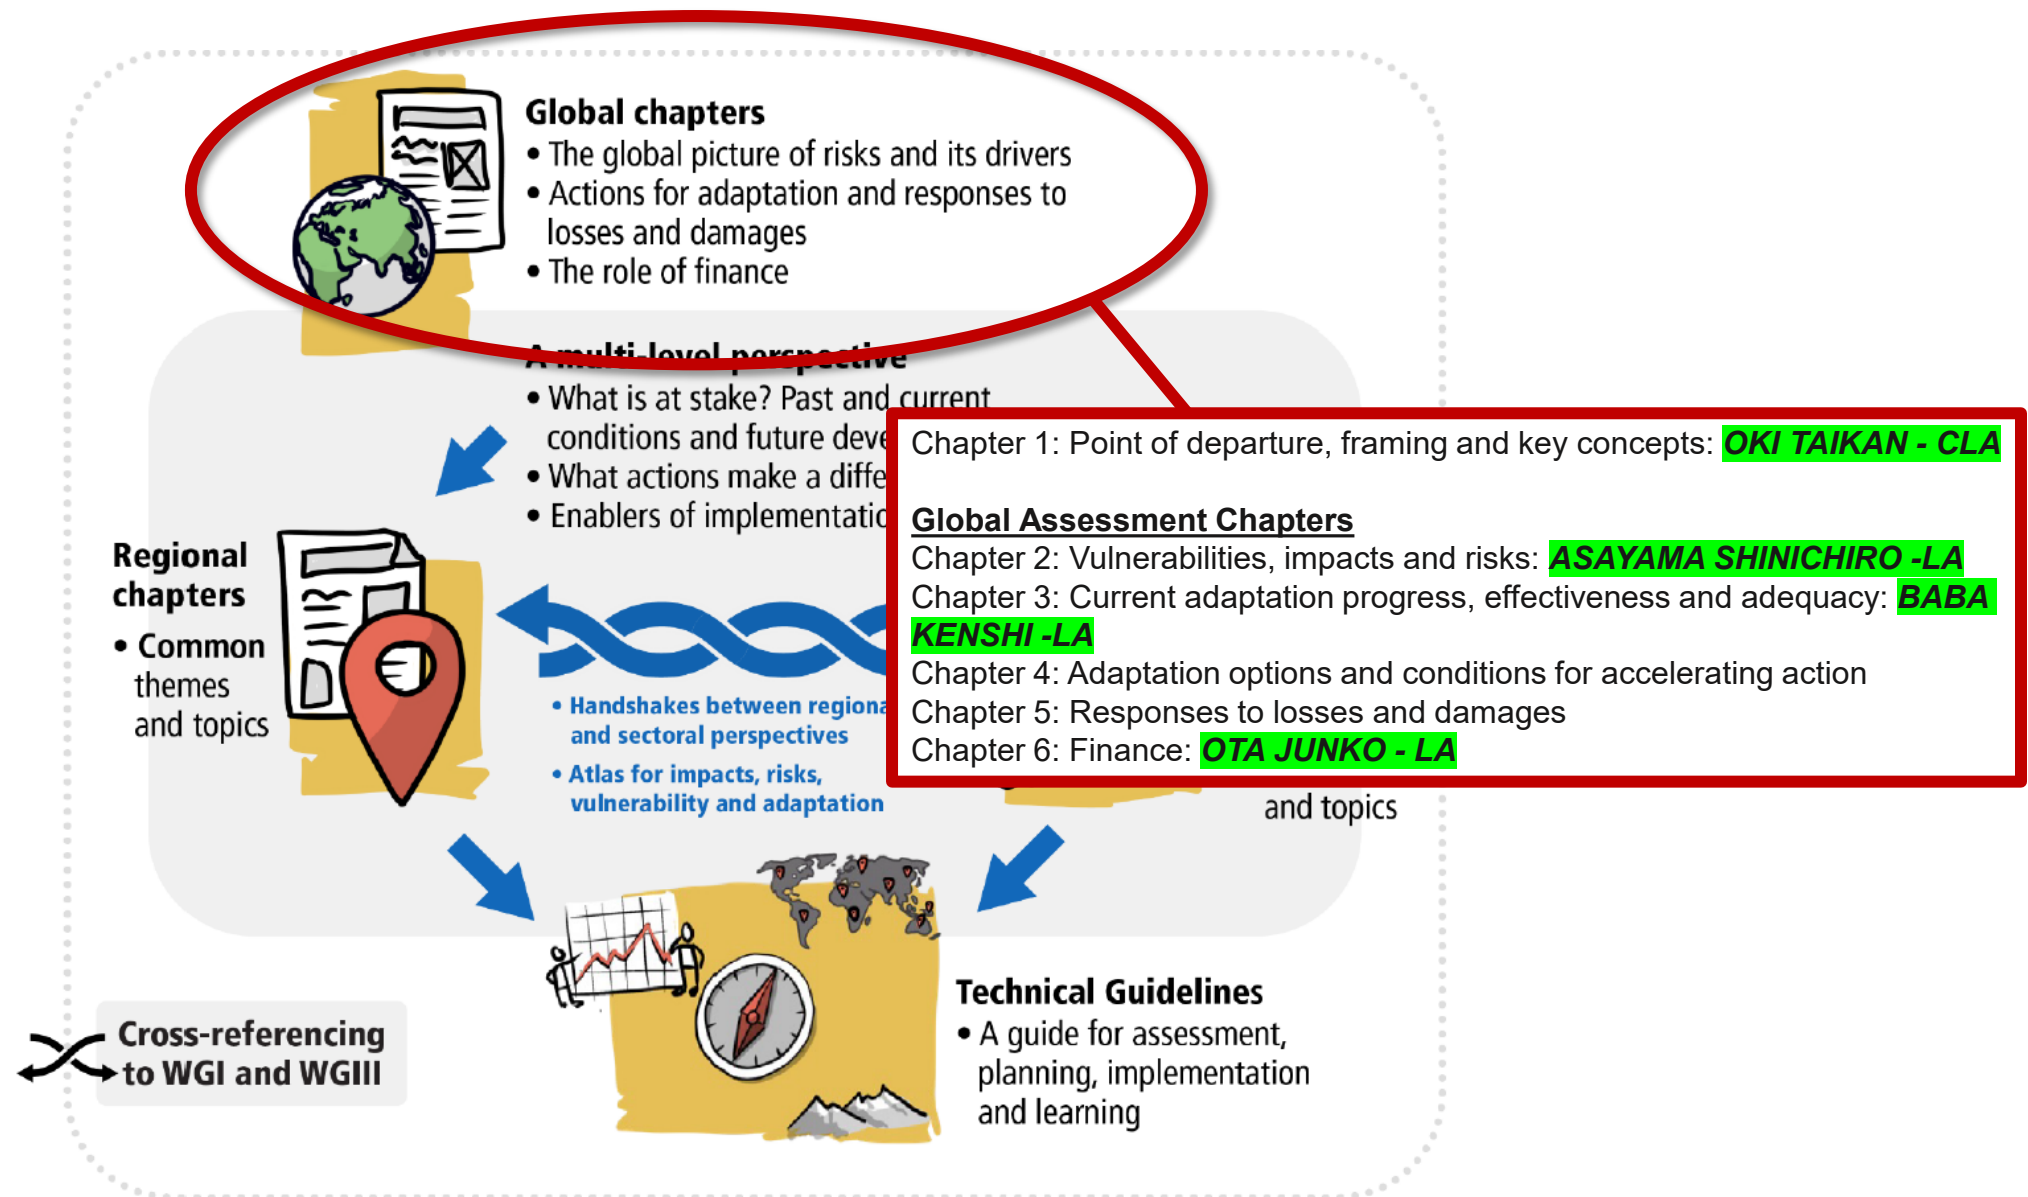 Global chapters
• The global picture of risks and its drivers
• Actions for adaptation and responses to
losses and damages
• The role of finance
A multi-level perspective
• What is at stake? Past and current
conditions and future
• What actions make a
• Enablers of
Chapter 1: Point of departure, framing and key concepts: OKI TAIKAN - CLA
Global Assessment Chapters
Chapter 2: Vulnerabilities, impacts and risks: ASAYAMA SHINICHIRO -LA
Chapter 3: Current adaptation progress, effectiveness and adequacy: BABA
KENSHI -LA
Chapter 4: Adaptation options and conditions for accelerating action
Chapter 5: Responses to losses and damages
Chapter 6: Finance: OTA JUNKO - LA
Regional
chapters
• Common
themes
and topics
• Handshakes between
and sectoral perspectives
• Atlas for impacts, risks,
vulnerability and adaptation
and topics
Technical Guidelines
• A guide for assessment,
planning, implementation
and learning
Cross-referencing
to WGI and WGIII